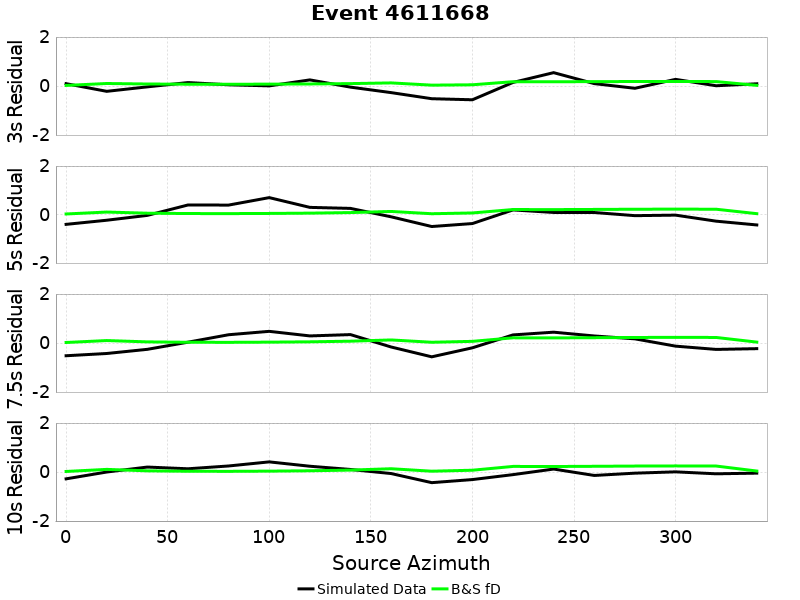 Event 4611668
3s Residual
2
0
-2
5s Residual
2
0
-2
7.5s Residual
2
0
-2
10s Residual
2
0
-2
0 50 100 150 200 250 300
Source Azimuth
Simulated Data B&S fD